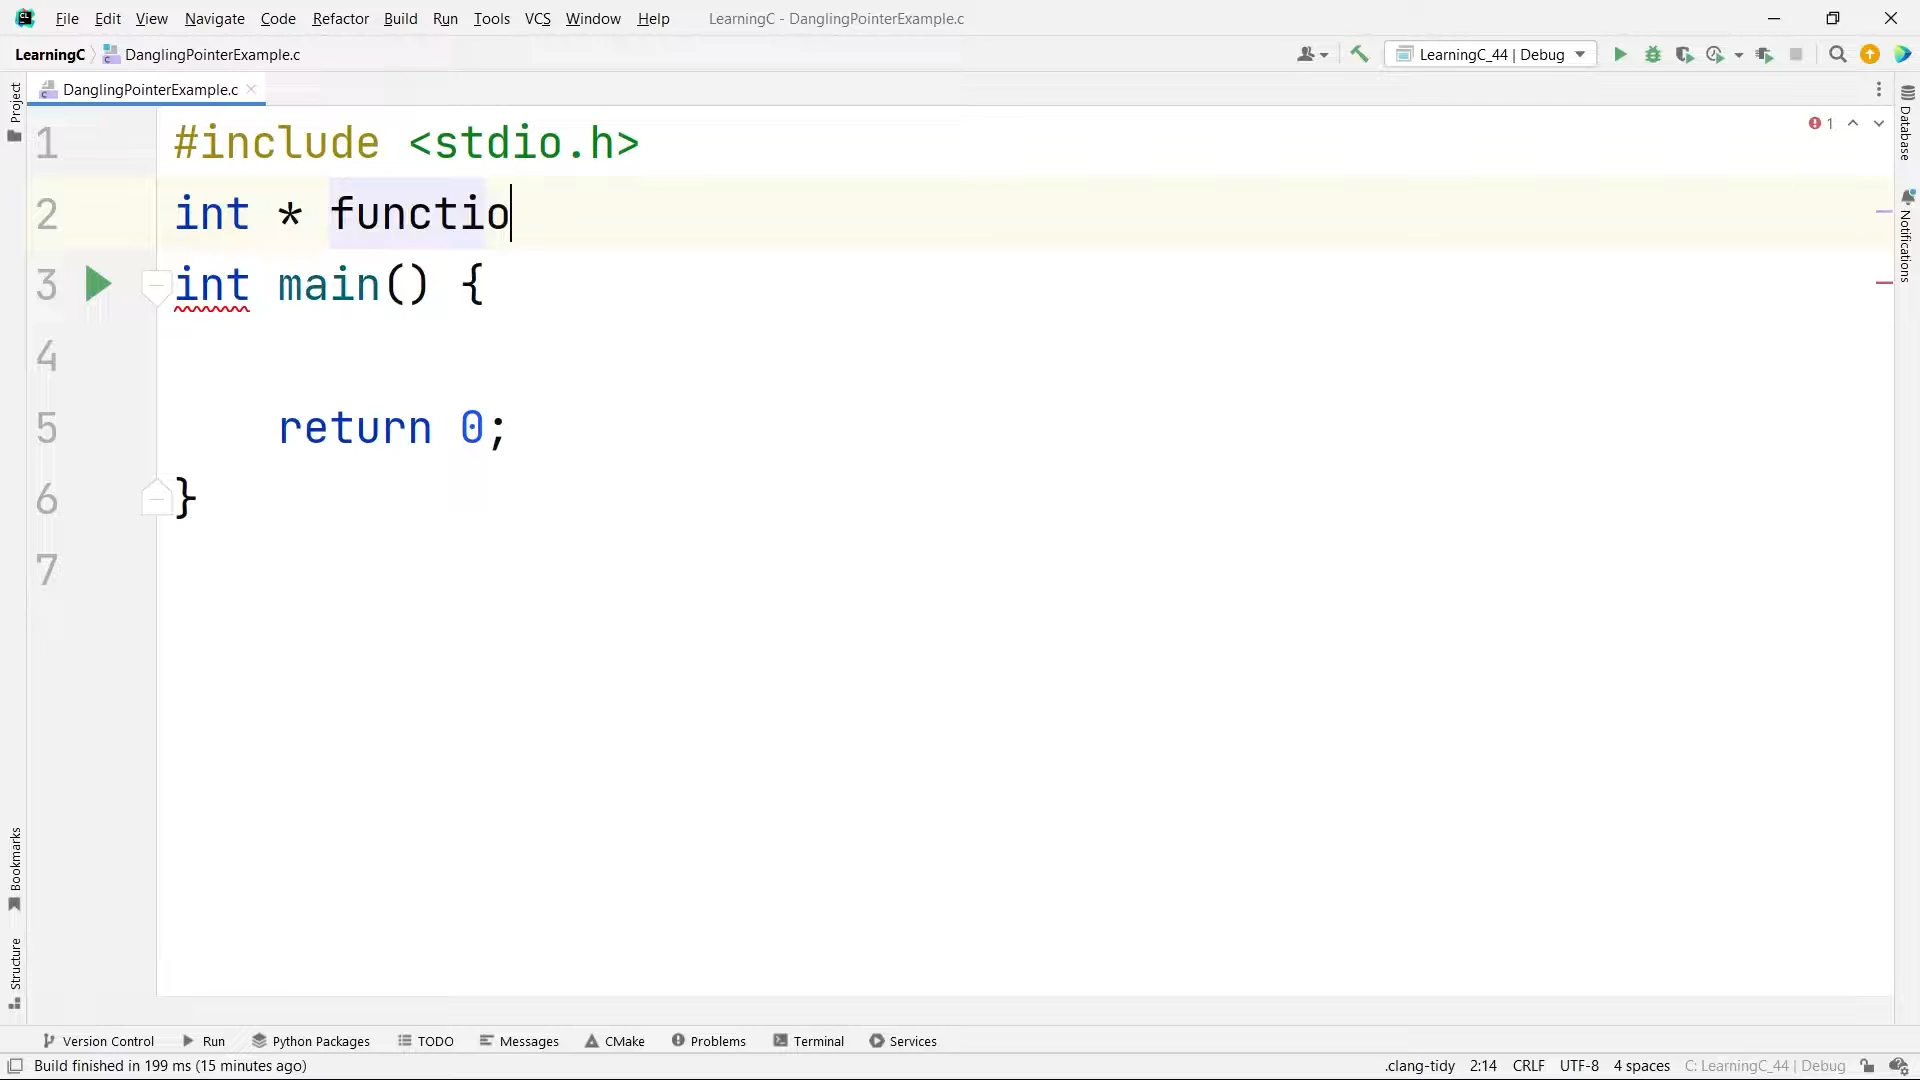 File Edit View Navigate Code Refactor Build Run Tools VCS Window Help LearningC - DanglingPointerExample.c
LearningC DanglingPointerExample.c LearningC_44 | Debug
DanglingPointerExample.c
Project
Database
Notifications
1 #include <stdio.h>
1
2 int * functio
3 int main() {
4
5 return 0;
6 }
7
Bookmarks
Structure
Version Control Run Python Packages TODO Messages CMake Problems Terminal Services
Build finished in 199 ms (15 minutes ago) .clang-tidy 2:14 CRLF UTF-8 4 spaces C: LearningC_44 | Debug